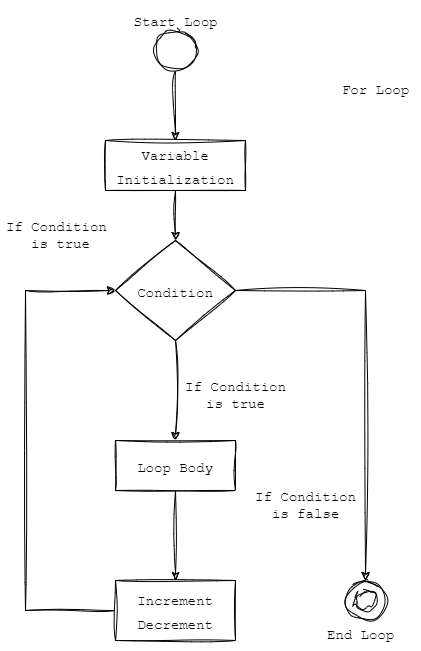 Start Loop
For Loop
Variable
Initialization
If Condition
is true
Condition
If Condition
is true
Loop Body
If Condition
is false
Increment
Decrement
End Loop